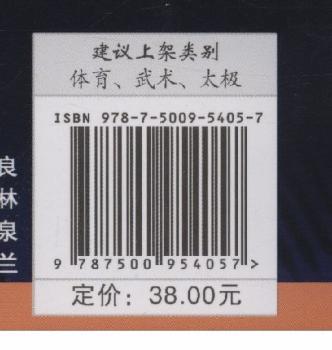 建议上架类别
体育、武术、太极
ISBN 978-7-5009-5405-7
9 787500 954057 >
定价：38.00元
良
林
泉
兰